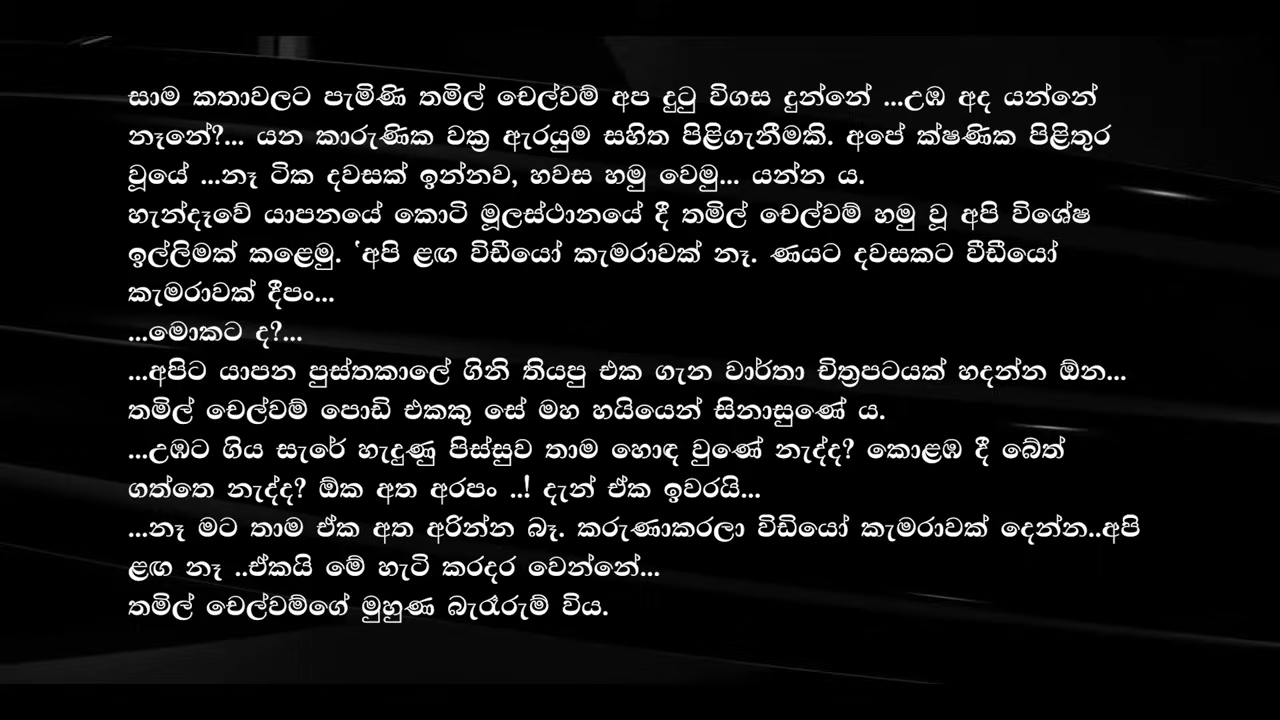 සාම කතාවලට පැමිණි තමිල් චෙල්වම් අප දුටු විගස දුන්නේ ...උඹ අද යන්නේ
නෑනේ?... යන කාරුණික වක්‍ර ඇරයුම සහිත පිළිගැනීමකි. අපේ ක්ෂණික පිළිතුර
වූයේ ...නෑ ටික දවසක් ඉන්නව, හවස හමු වෙමු... යන්න ය.
හැන්දෑවේ යාපනයේ කොටි මූලස්ථානයේ දී තමිල් චෙල්වම් හමු වූ අපි විශේෂ
ඉල්ලිමක් කළෙමු. ‘අපි ළඟ විඩීයෝ කැමරාවක් නෑ. ණයට දවසකට වීඩීයෝ
කැමරාවක් දීපං...
...මොකට ද?...
...අපිට යාපන පුස්තකාලේ ගිනි තියපු එක ගැන වාර්තා චිත්‍රපටයක් හදන්න ඕන...
තමිල් චෙල්වම් පොඩි එකකු සේ මහ හයියෙන් සිනාසුණේ ය.
...උඹට ගිය සැරේ හැදුණු පිස්සුව තාම හොඳ වුණේ නැද්ද? කොළඹ දී බේත්
ගත්තෙ නැද්ද? ඕක අත අරපං ..! දැන් ඒක ඉවරයි...
...නෑ මට තාම ඒක අත අරින්න බෑ. කරුණාකරලා විඩියෝ කැමරාවක් දෙන්න..අපි
ළඟ නෑ ..ඒකයි මේ හැටි කරදර වෙන්නේ...
තමිල් චෙල්වම්ගේ මුහුණ බැරෑරුම් විය.